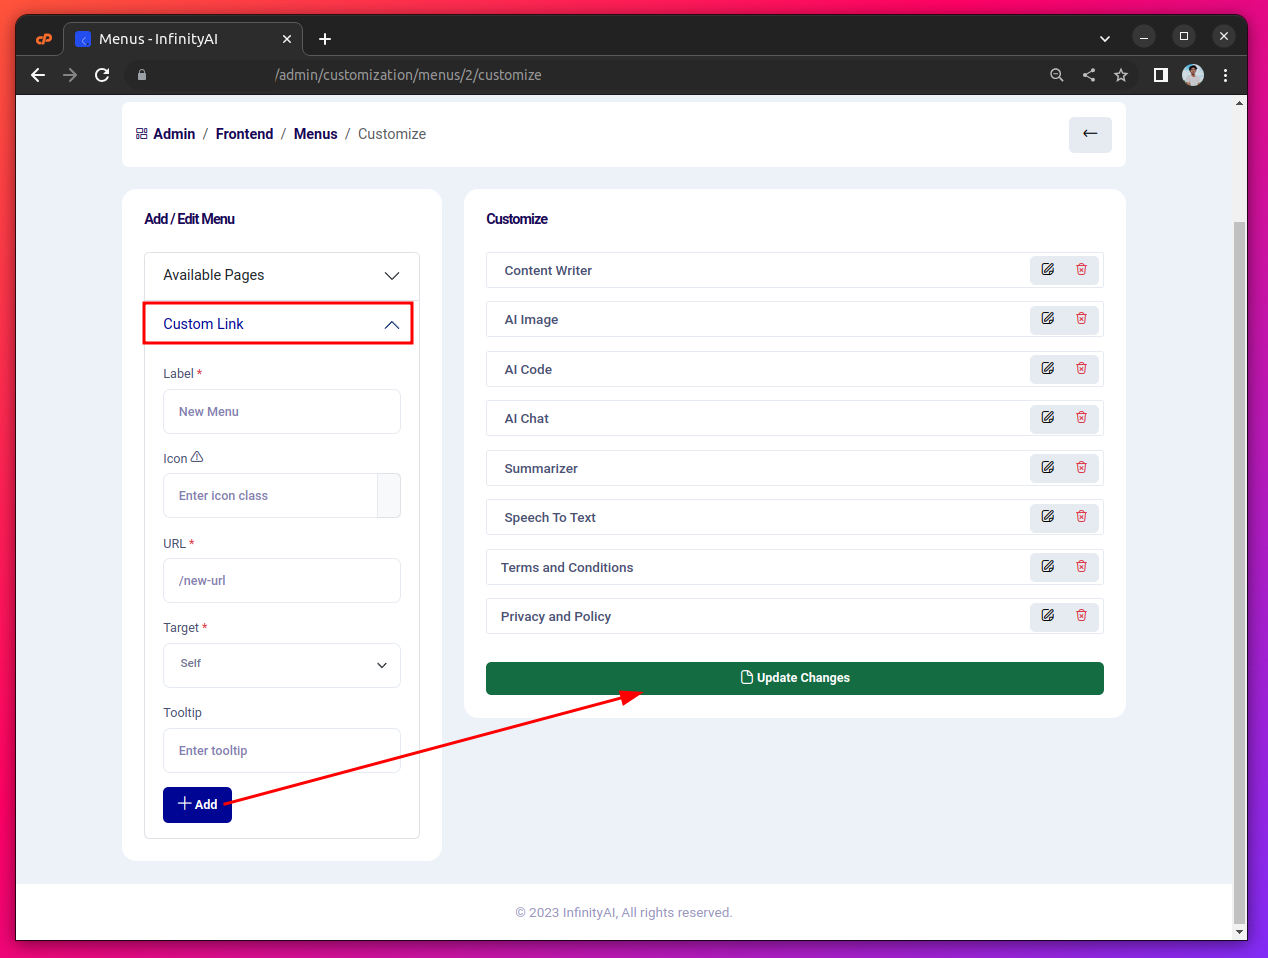 Menus - InfinityAI
/admin/customization/menus/2/customize
Admin / Frontend / Menus / Customize
Add / Edit Menu
Available Pages
Custom Link
Label *
New Menu
Icon
Enter icon class
URL *
/new-url
Target *
Self
Tooltip
Enter tooltip
Add
Customize
Content Writer
AI Image
AI Code
AI Chat
Summarizer
Speech To Text
Terms and Conditions
Privacy and Policy
Update Changes
© 2023 InfinityAI, All rights reserved.